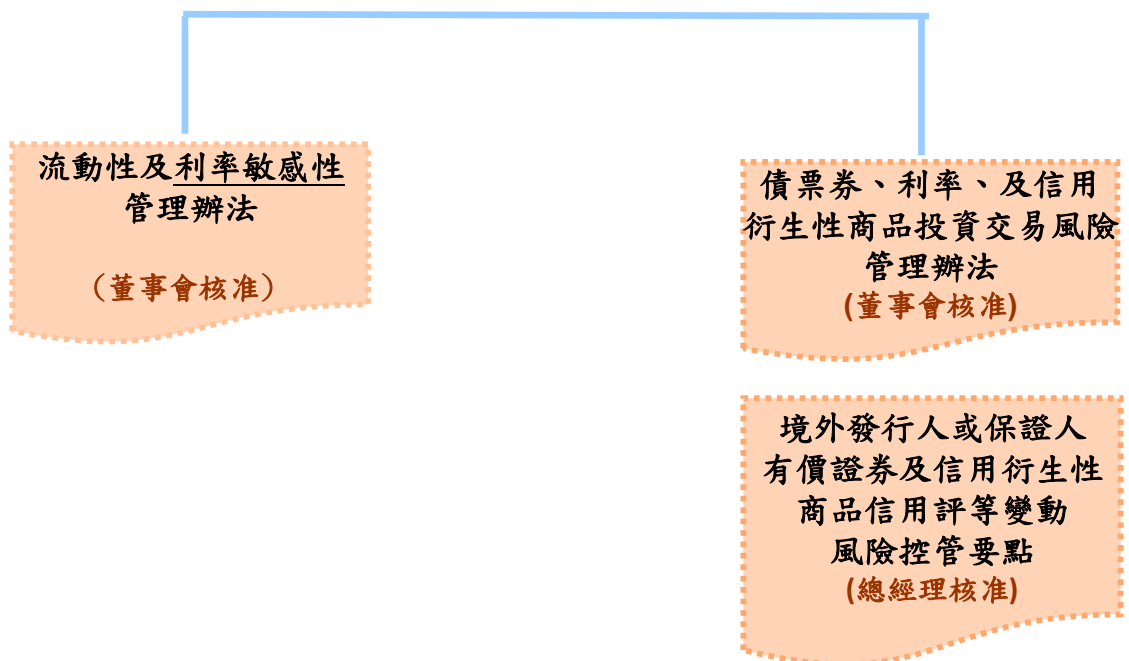 流動性及利率敏感性
管理辦法
（董事會核准）
債票券、利率、及信用
衍生性商品投資交易風險
管理辦法
(董事會核准)
境外發行人或保證人
有價證券及信用衍生性
商品信用評等變動
風險控管要點
(總經理核准)